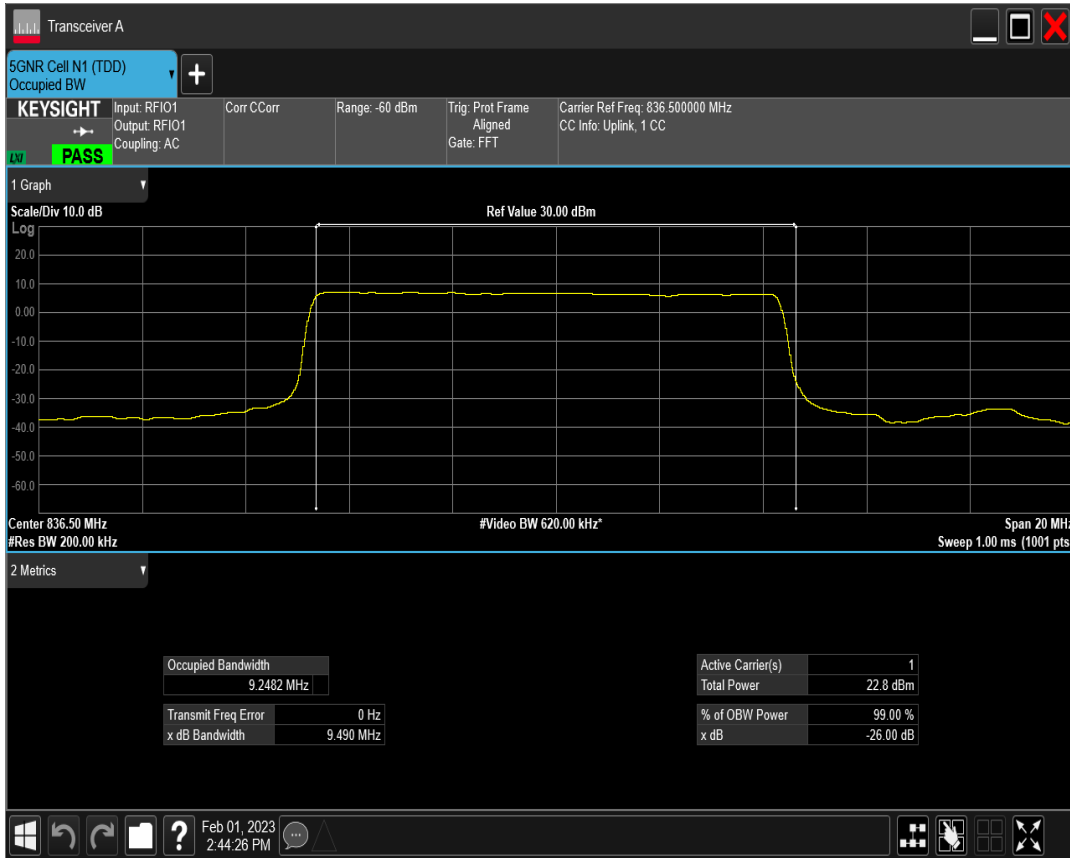 Transceiver A
5GNR Cell N1 (TDD)
Occupied BW
KEYSIGHT
LXI
PASS
Input: RFIO1
Output: RFIO1
Coupling: AC
Corr CCorr
Range: -60 dBm
Trig: Prot Frame
Aligned
Gate: FFT
Carrier Ref Freq: 836.500000 MHz
CC Info: Uplink, 1 CC
1 Graph
Scale/Div 10.0 dB
Ref Value 30.00 dBm
Log
20.0
10.0
0.00
-10.0
-20.0
-30.0
-40.0
-50.0
-60.0
Center 836.50 MHz
#Video BW 620.00 kHz*
Span 20 MHz
#Res BW 200.00 kHz
Sweep 1.00 ms (1001 pts
2 Metrics
Occupied Bandwidth
9.2482 MHz
Transmit Freq Error 0 Hz
x dB Bandwidth 9.490 MHz
Active Carrier(s) 1
Total Power 22.8 dBm
% of OBW Power 99.00 %
x dB -26.00 dB
?
Feb 01, 2023
2:44:26 PM